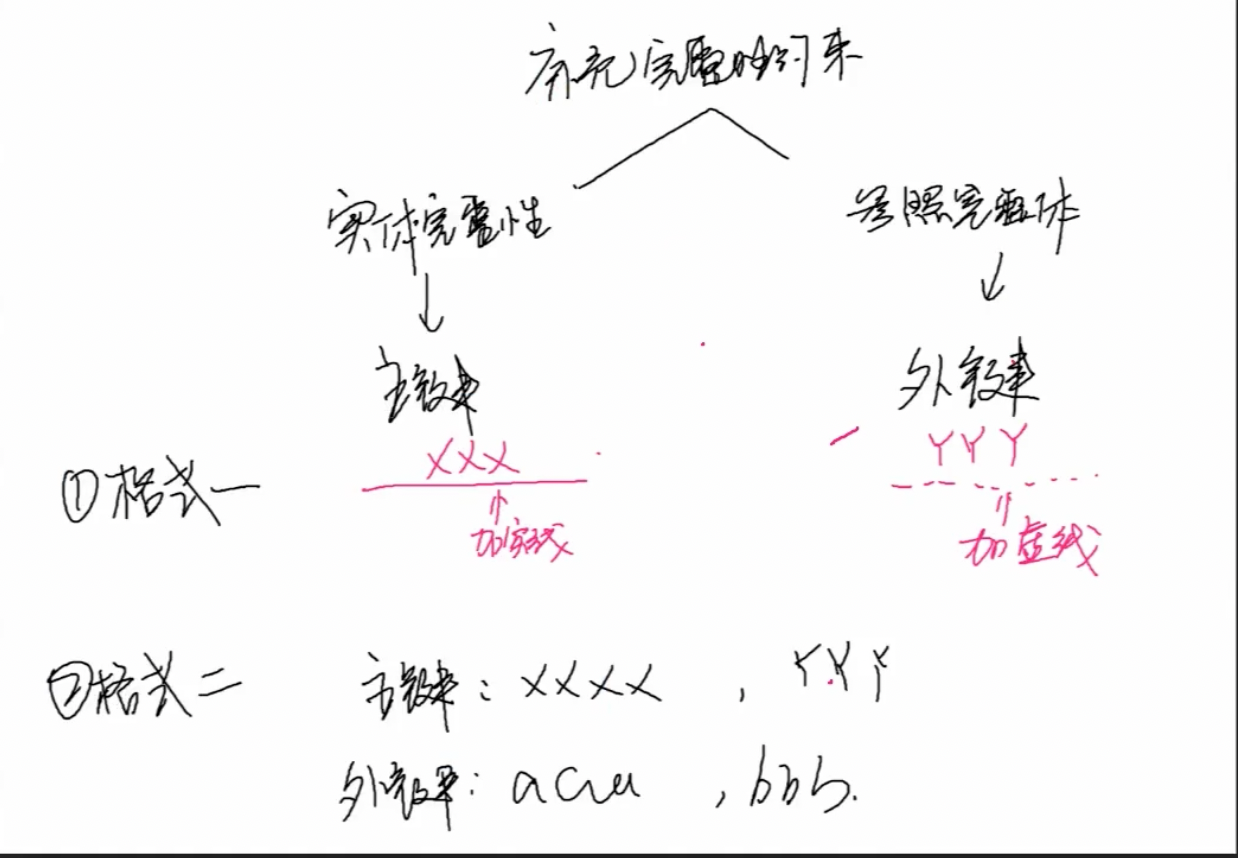 补充完整性约束
实体完整性
参照完整体
主键
外键
XXX
YYY
①格式一
加实线
加虚线
②格式二
主键：XXXX，YYY
外键：aaa，bbb.